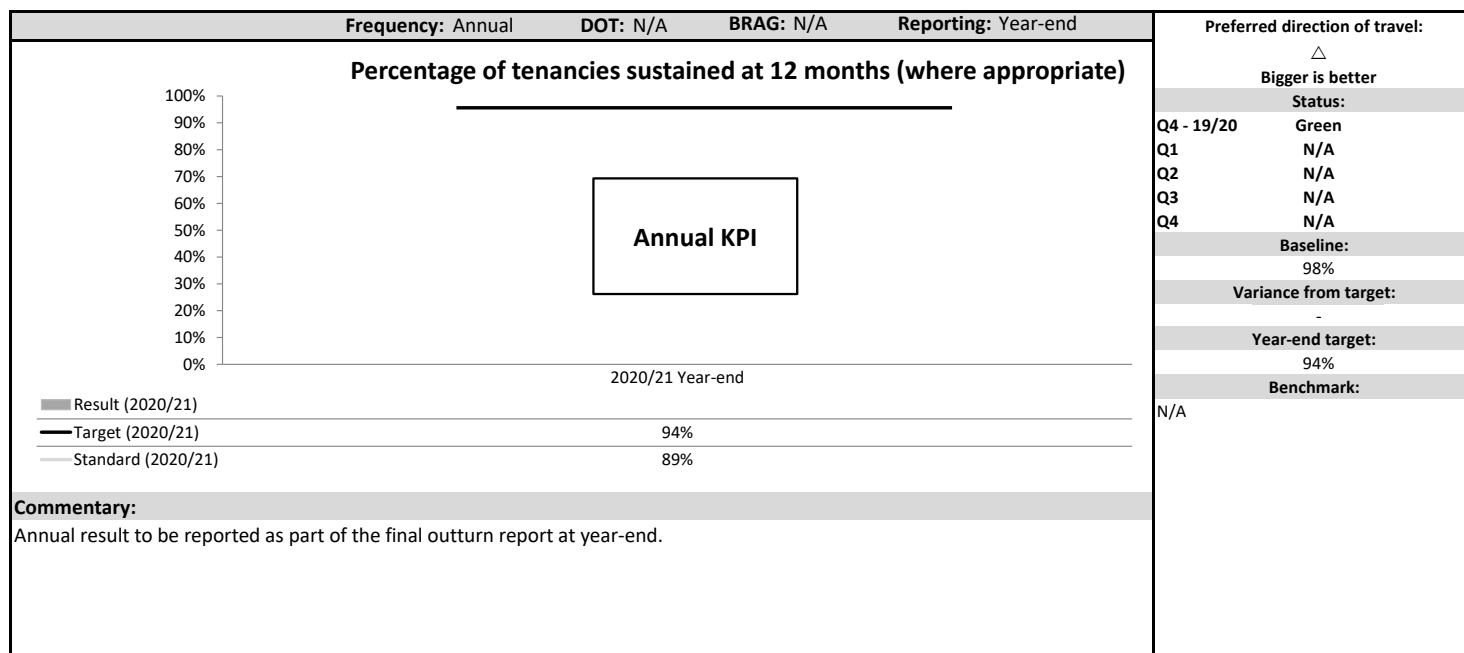 Frequency: Annual DOT: N/A BRAG: N/A Reporting: Year-end
Percentage of tenancies sustained at 12 months (where appropriate)
100%
90%
80%
70%
60%
50%
40%
30%
20%
10%
0%
Annual KPI
2020/21 Year-end
Result (2020/21)
Target (2020/21) 94%
Standard (2020/21) 89%
Commentary:
Annual result to be reported as part of the final outturn report at year-end.
Preferred direction of travel:
△
Bigger is better
Status:
Q4 - 19/20 Green
Q1 N/A
Q2 N/A
Q3 N/A
Q4 N/A
Baseline:
98%
Variance from target:
-
Year-end target:
94%
Benchmark:
N/A